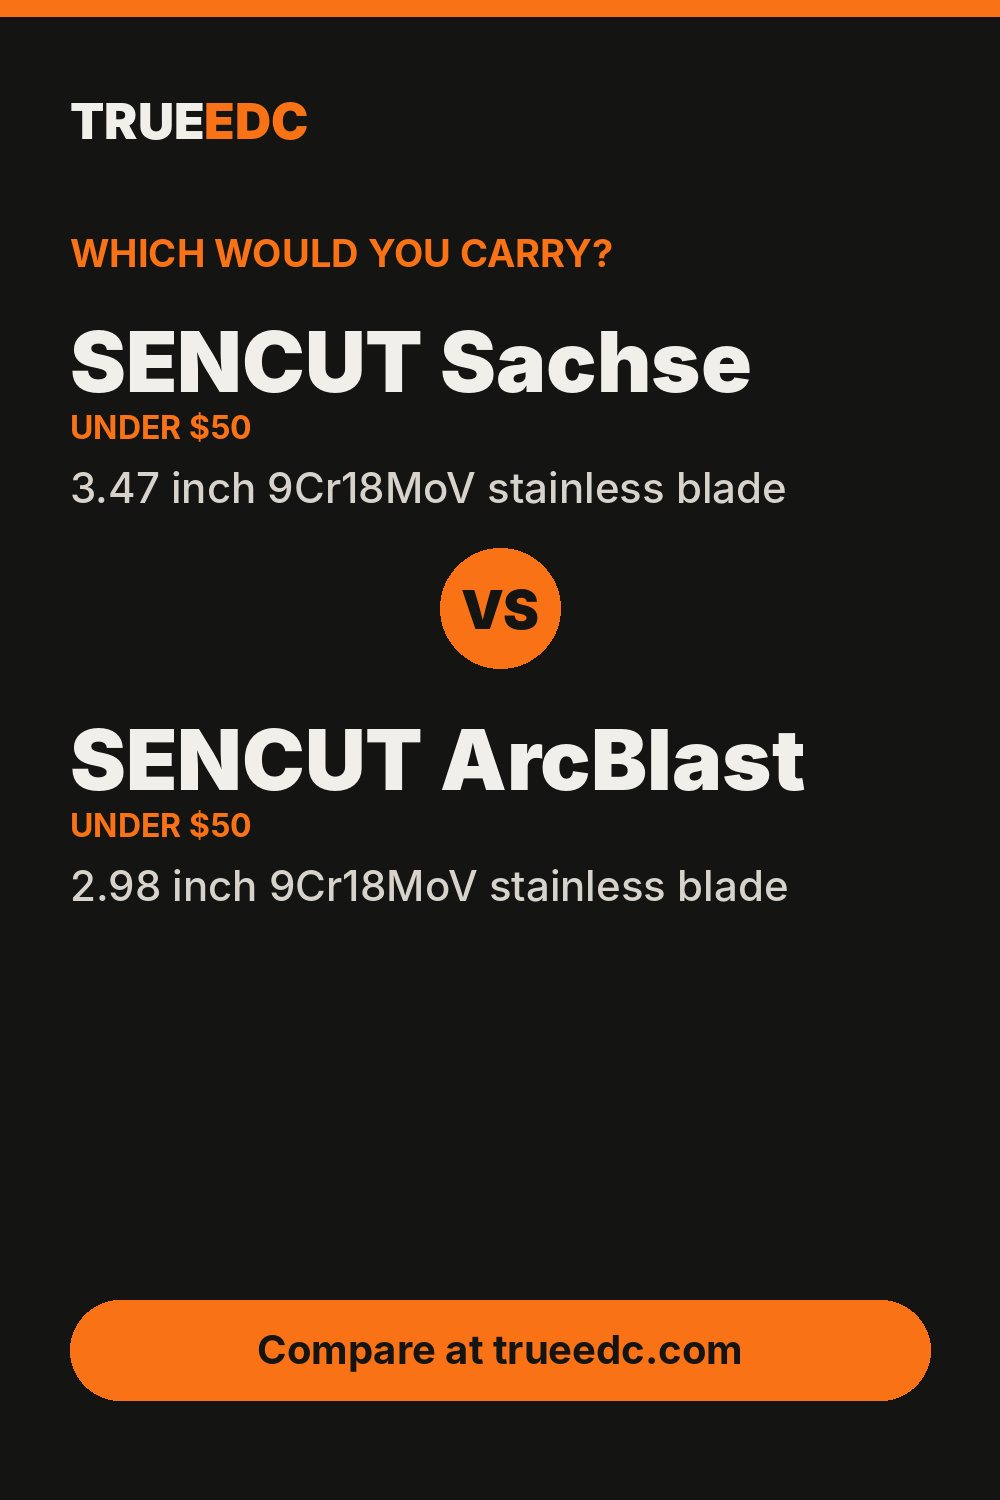 TRUEEDC
WHICH WOULD YOU CARRY?
SENCUT Sachse
UNDER $50
3.47 inch 9Cr18MoV stainless blade
VS
SENCUT ArcBlast
UNDER $50
2.98 inch 9Cr18MoV stainless blade
Compare at trueedc.com